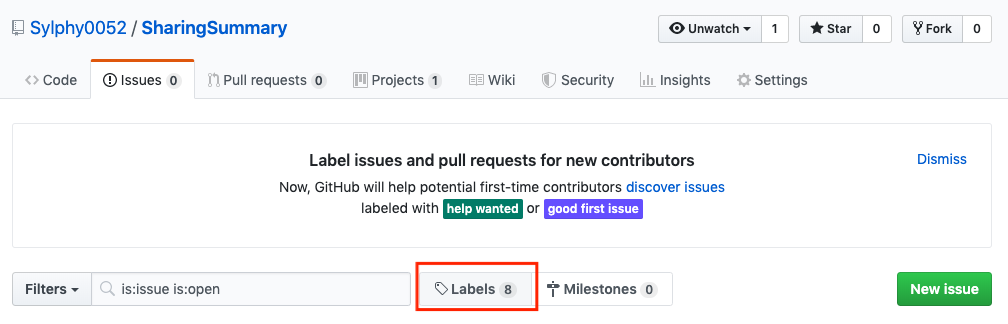 Sylphy0052 / SharingSummary
Unwatch 1 Star 0 Fork 0
Code Issues 0 Pull requests 0 Projects 1 Wiki Security Insights Settings
Label issues and pull requests for new contributors
Dismiss
Now, GitHub will help potential first-time contributors discover issues
labeled with help wanted or good first issue
Filters is:issue is:open Labels 8 Milestones 0 New issue